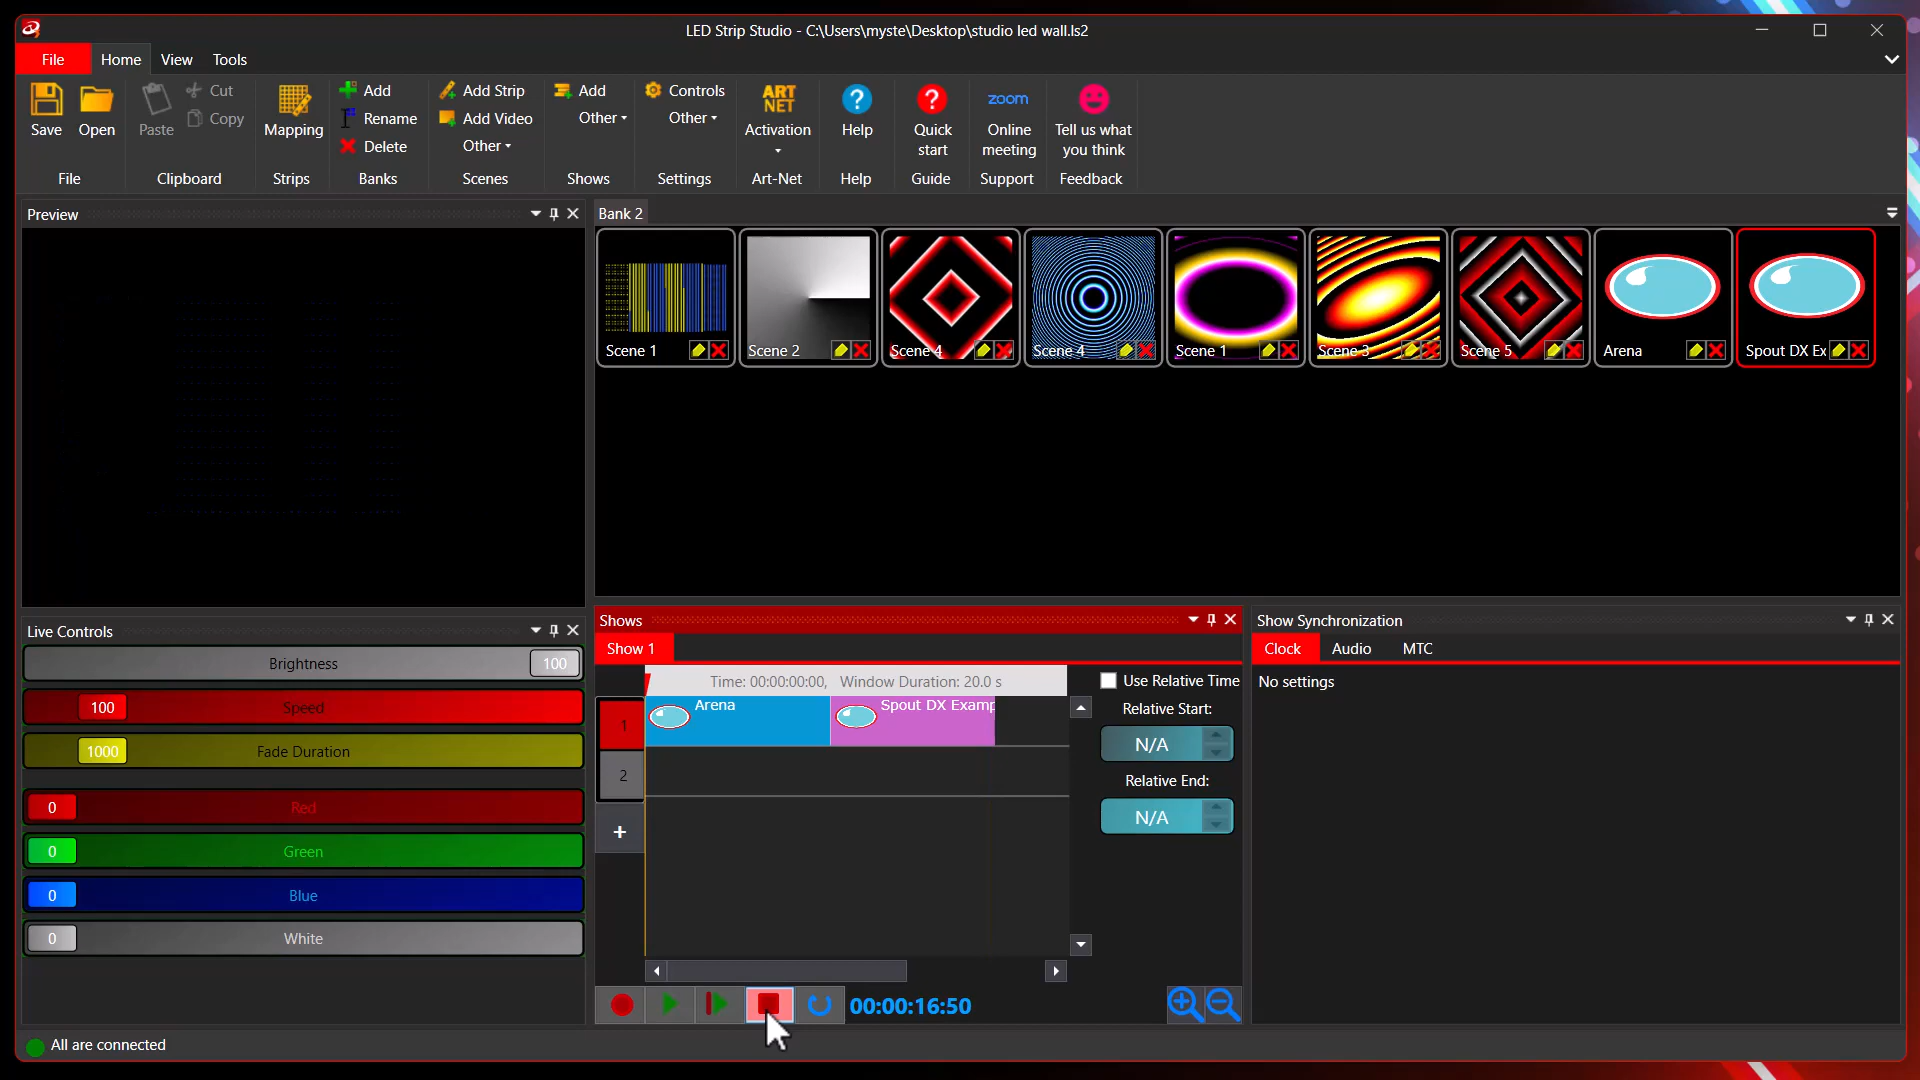 LED Strip Studio - C:\Users\myste\Desktop\studio led wall.ls2
File Home View Tools
Save Open Paste Cut Copy
Mapping
Add
Rename
Delete
Add Strip
Add Video
Other
Add
Other
Controls
Other
ART NET
Activation
Help
Quick start
zoom
Online meeting
Tell us what you think
File Clipboard Strips Banks Scenes Shows Settings Art-Net Help Guide Support Feedback
Preview
Bank 2
Scene 1 Scene 2 Scene 4 Scene 4 Scene 1 Scene 3 Scene 5 Arena Spout DX Ex
Live Controls
Brightness 100
100 Speed
1000 Fade Duration
0 Red
0 Green
0 Blue
0 White
Shows
Show 1
Time: 00:00:00:00, Window Duration: 20.0 s
1 Arena Spout DX Examp
2
+
Use Relative Time
Relative Start:
N/A
Relative End:
N/A
00:00:16:50
Show Synchronization
Clock Audio MTC
No settings
All are connected